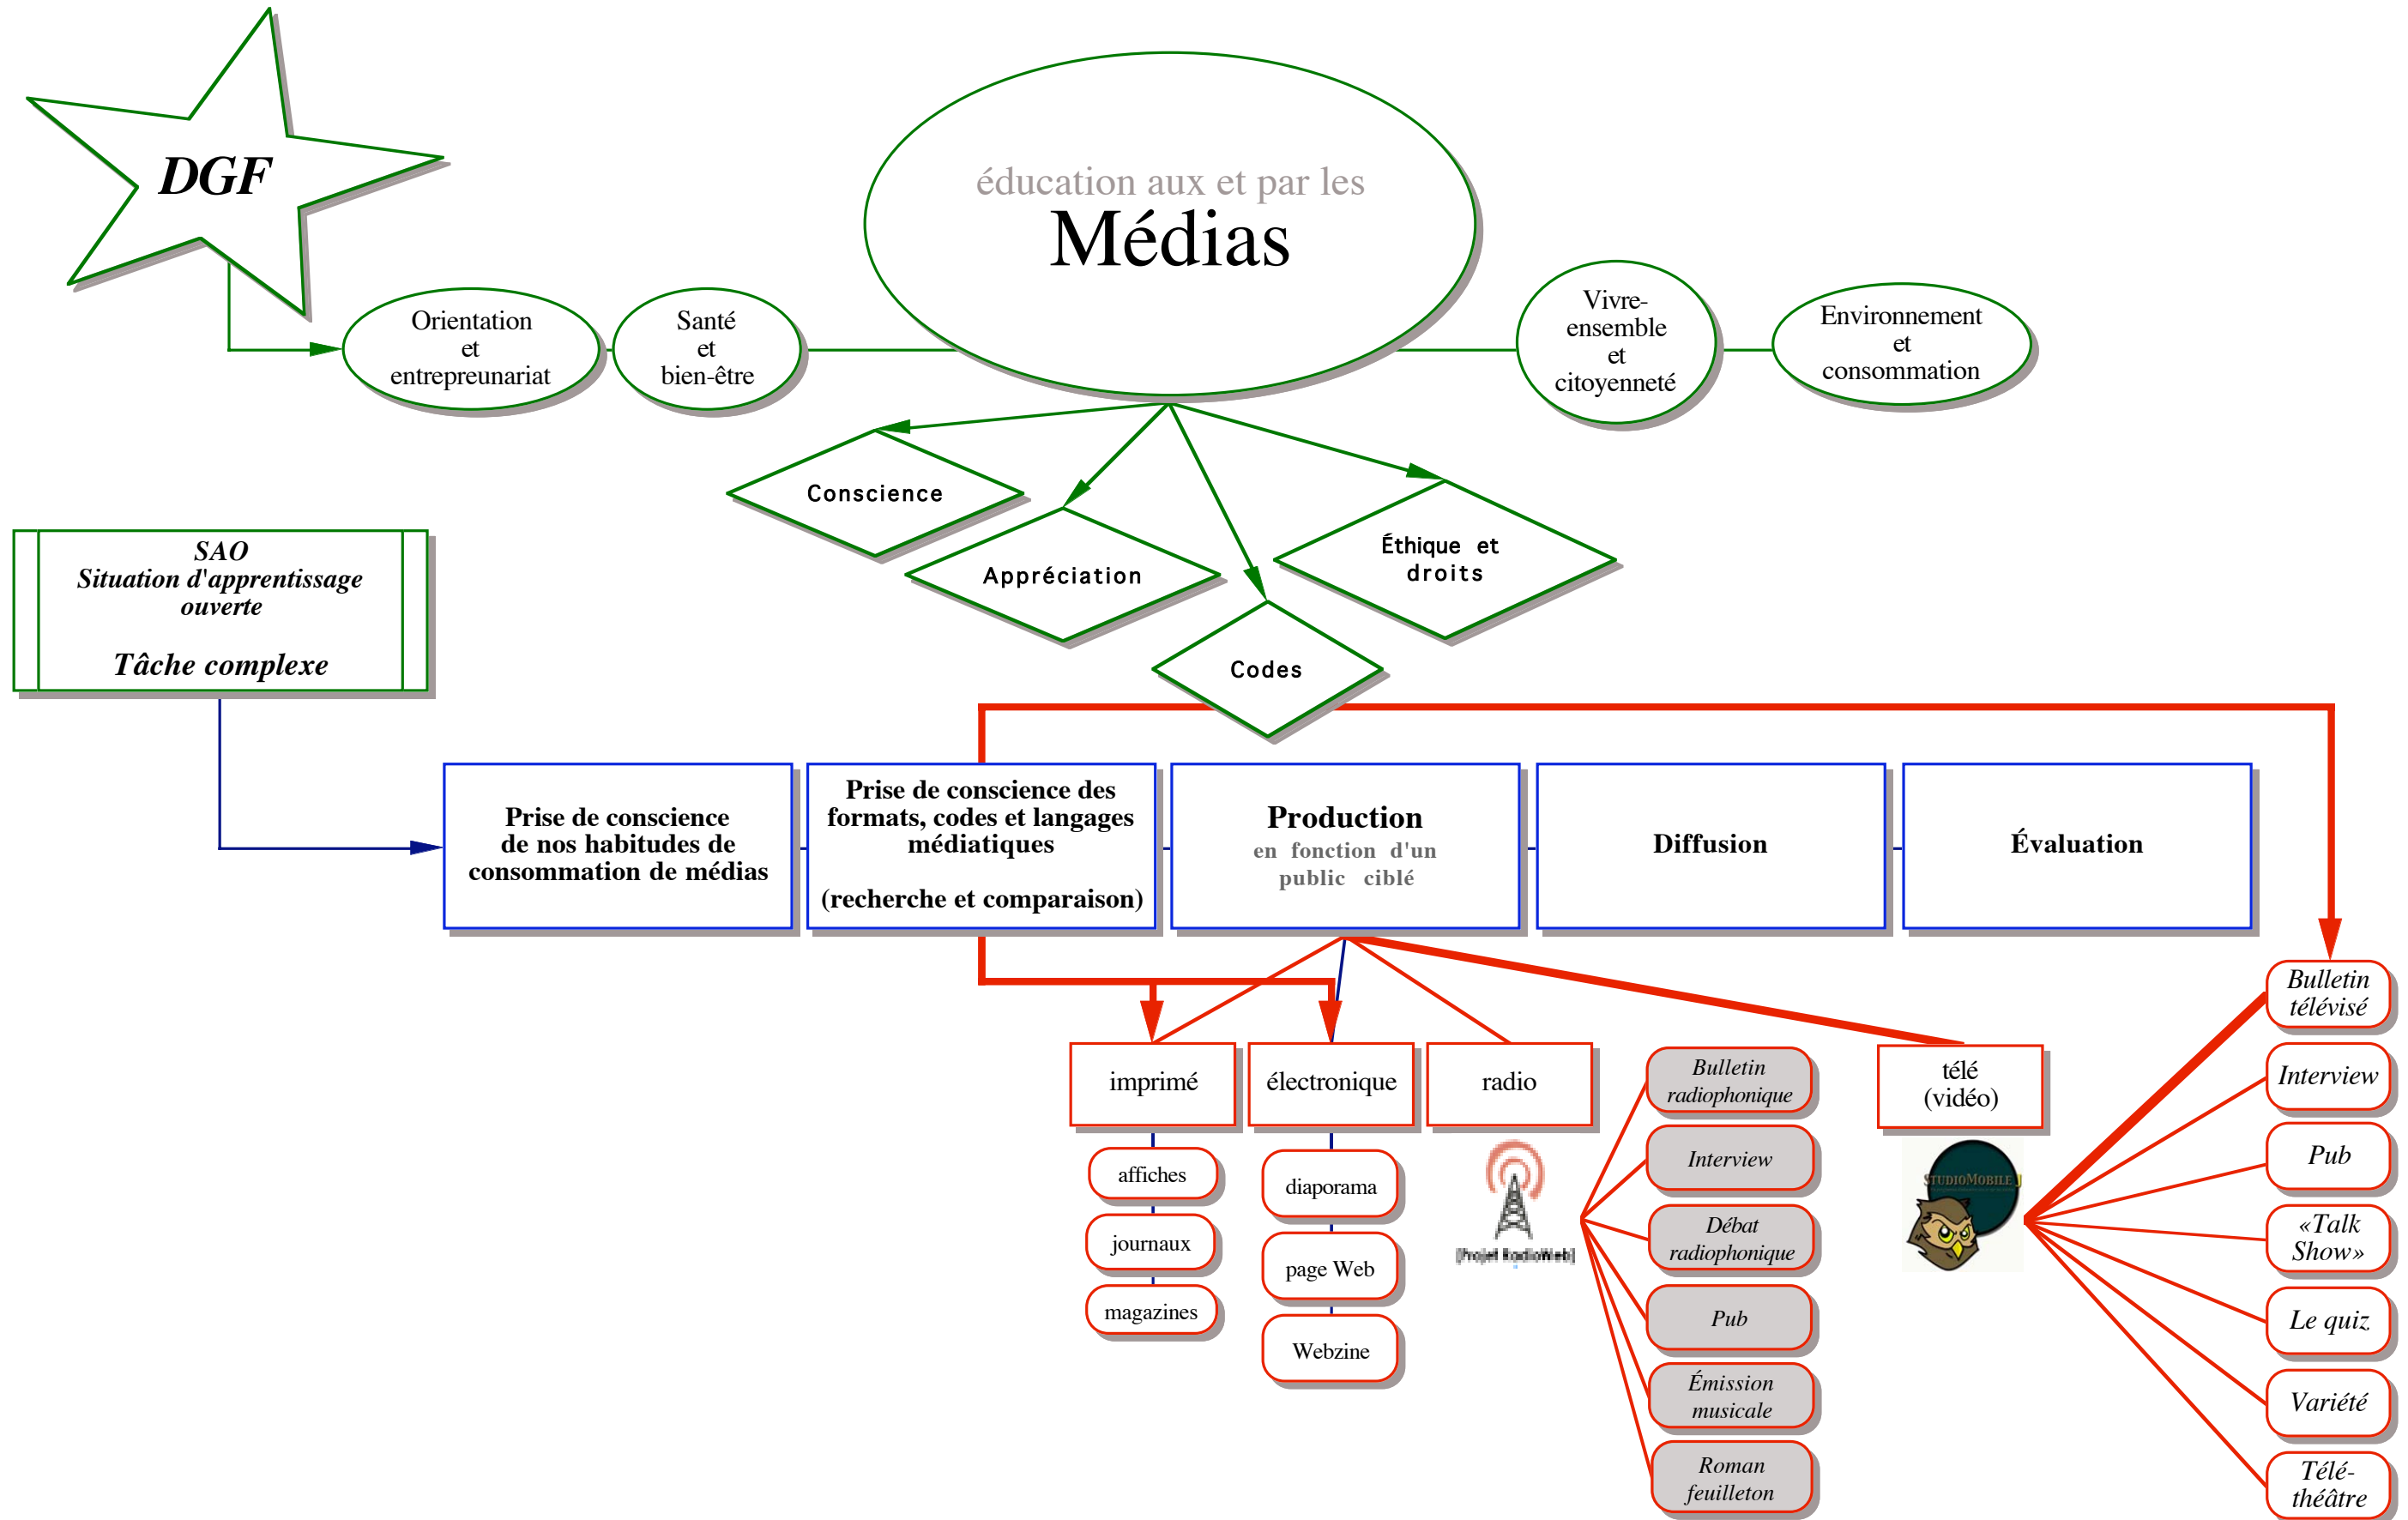 DGF
éducation aux et par les
Médias
Orientation
et
entrepreunariat
Santé
et
bien-être
Vivre-
ensemble
et
citoyenneté
Environnement
et
consommation
Conscience
Appréciation
Codes
Éthique et
droits
SAO
Situation d'apprentissage
ouverte
Tâche complexe
Prise de conscience
de nos habitudes de
consommation de médias
Prise de conscience des
formats, codes et langages
médiatiques
(recherche et comparaison)
Production
en fonction d'un
public ciblé
Diffusion
Évaluation
imprimé
affiches
journaux
magazines
électronique
diaporama
page Web
Webzine
radio
[Projet RadioWeb]
Bulletin
radiophonique
Interview
Débat
radiophonique
Pub
Émission
musicale
Roman
feuilleton
télé
(vidéo)
STUDIOMOBILE
Bulletin
télévisé
Interview
Pub
«Talk
Show»
Le quiz
Variété
Télé-
théâtre